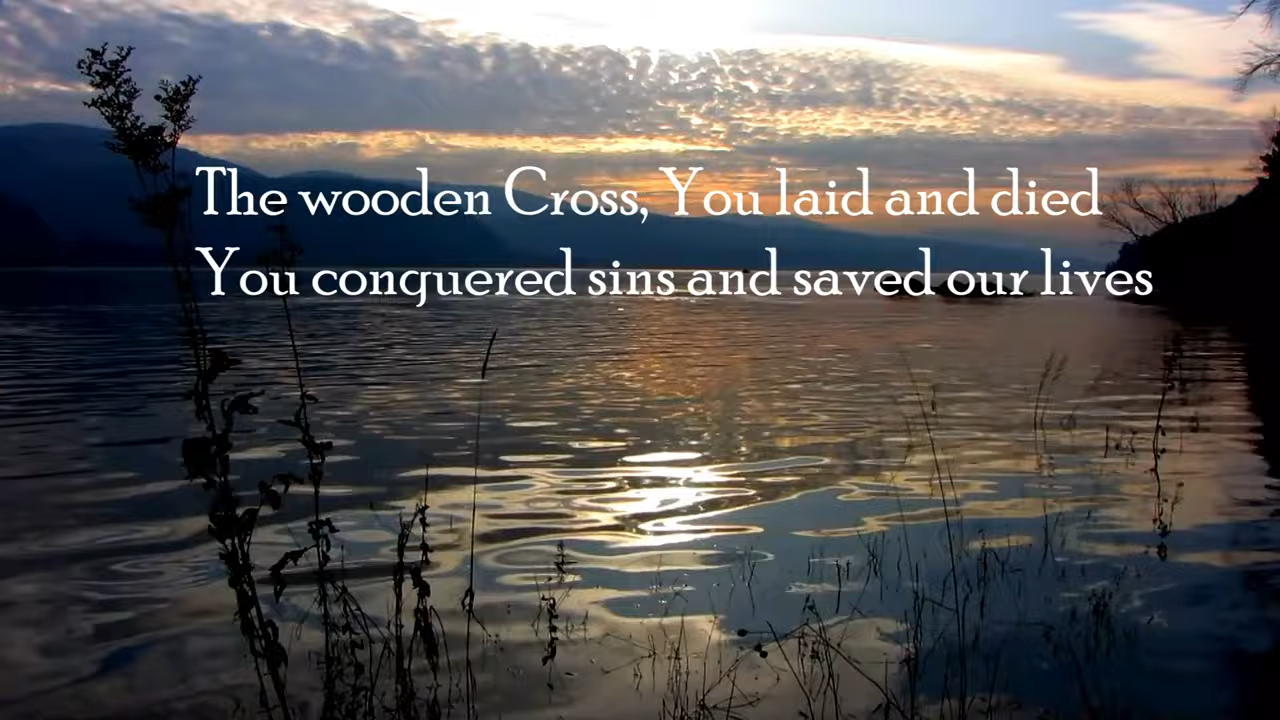 The wooden Cross, You laid and died
You conquered sins and saved our lives